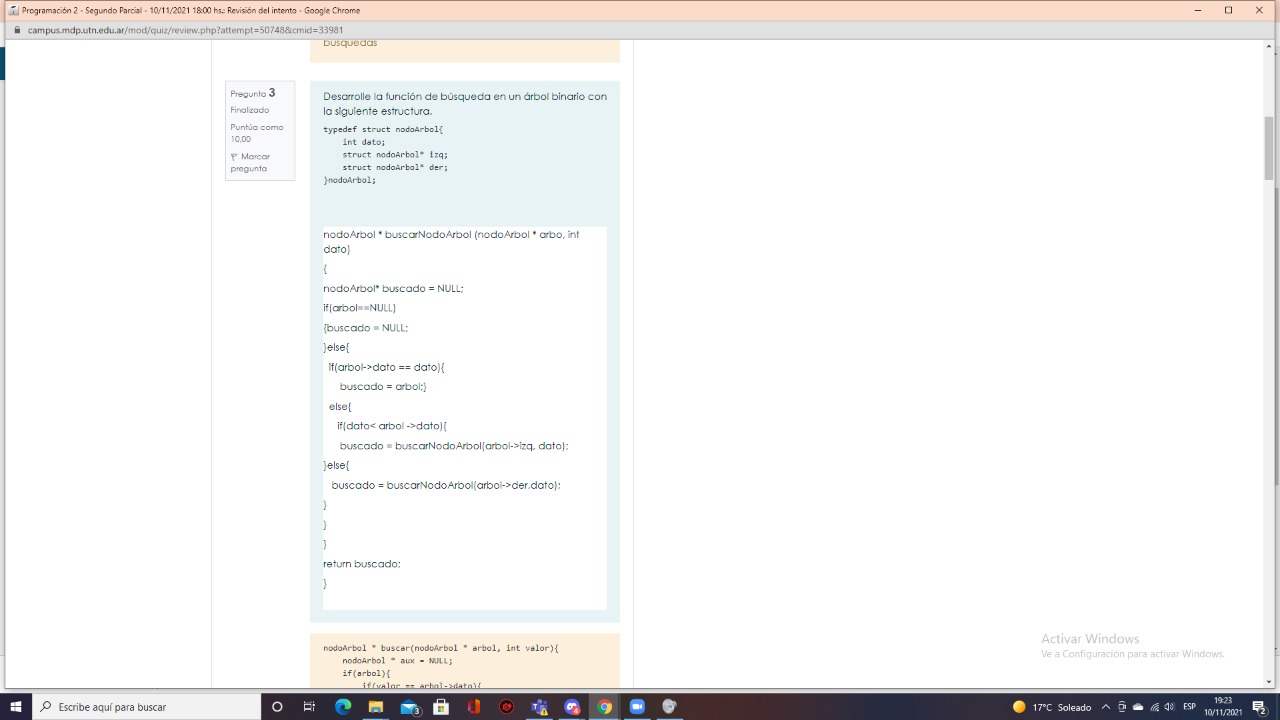 Programación 2 - Segundo Parcial - 10/11/2021 18:00 hs.: Revisión del intento - Google Chrome
campus.mdp.utn.edu.ar/mod/quiz/review.php?attempt=50748&cmid=33981
búsquedas
Pregunta 3
Finalizado
Puntúa como
10,00
Marcar
pregunta
Desarrolle la función de búsqueda en un árbol binario con
la siguiente estructura.
typedef struct nodoArbol{
int dato;
struct nodoArbol* izq;
struct nodoArbol* der;
}nodoArbol;
nodoArbol * buscarNodoArbol (nodoArbol * arbo, int
dato)
{
nodoArbol* buscado = NULL;
if(arbol==NULL)
{buscado = NULL;
}else{
if(arbol->dato == dato){
buscado = arbol;}
else{
if(dato< arbol ->dato){
buscado = buscarNodoArbol(arbol->izq, dato);
}else{
buscado = buscarNodoArbol(arbol->der,dato);
}
}
}
return buscado;
}
nodoArbol * buscar(nodoArbol * arbol, int valor){
nodoArbol * aux = NULL;
if(arbol){
if(valor == arbol->dato){
Activar Windows
Ve a Configuración para activar Windows.
Escribe aquí para buscar
3
17°C Soleado
ESP
19:23
10/11/2021
2